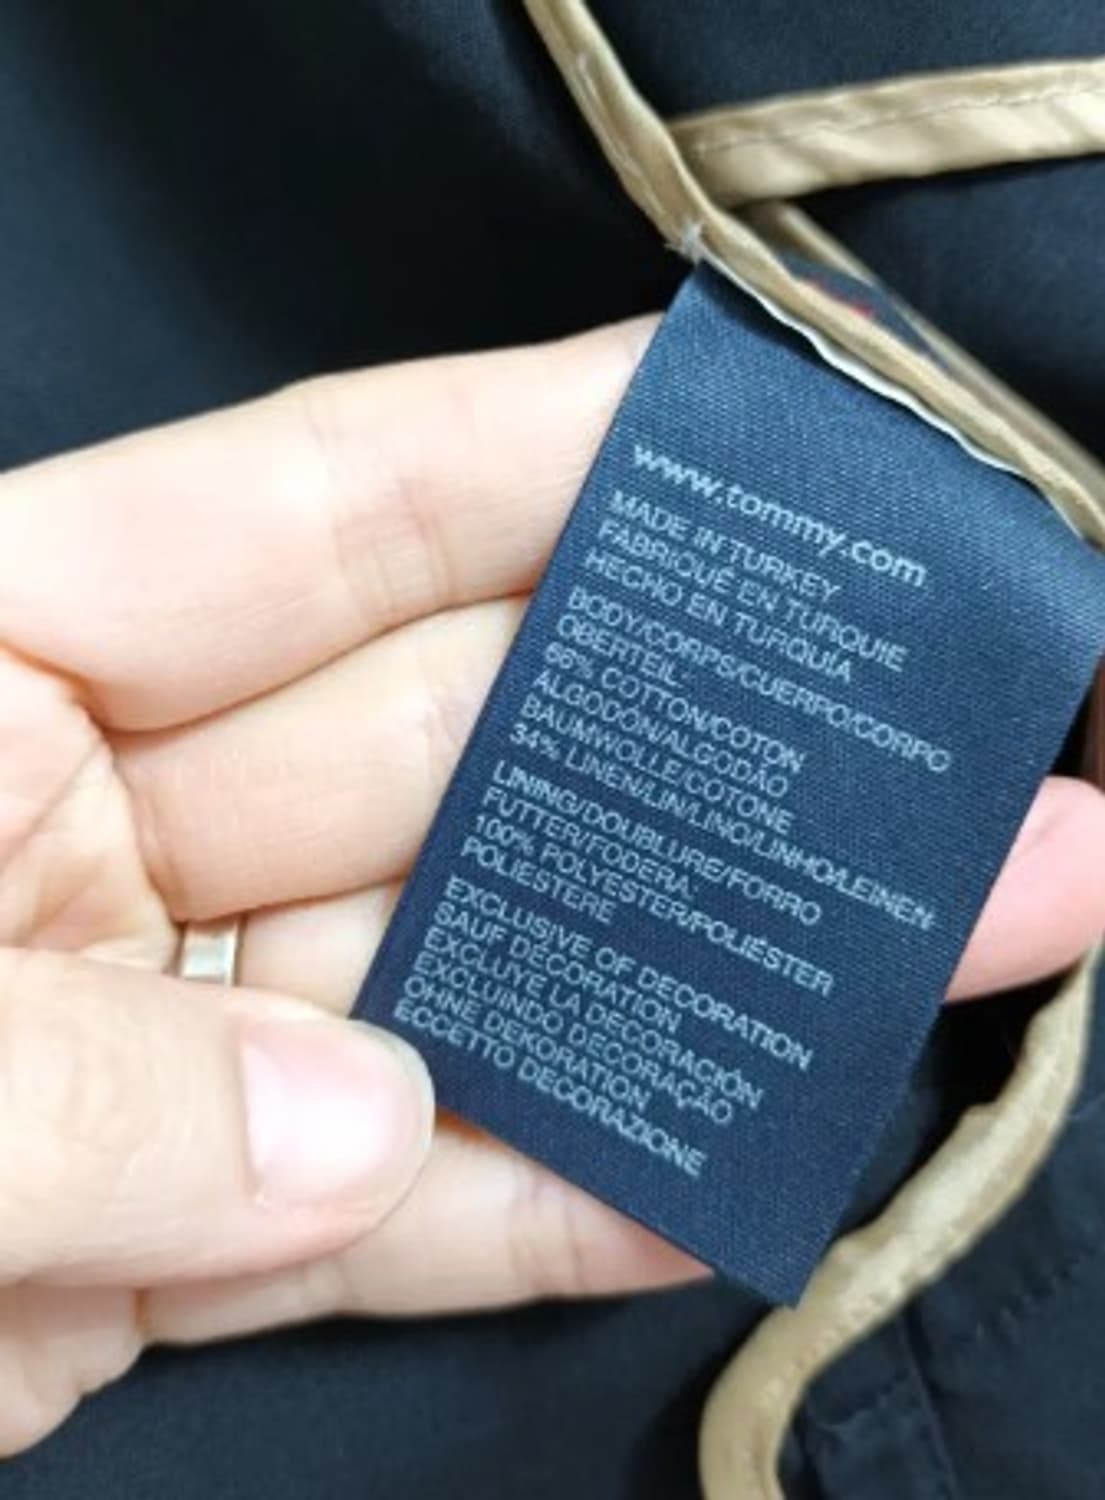 www.tommy.com
MADE IN TURKEY
FABRIQUÉ EN TURQUIE
HECHO EN TURQUÍA
BODY/CORPS/CUERPO/CORPO
OBERTEIL:
66% COTTON/COTON
ALGODÓN/ALGODÃO
BAUMWOLLE/COTONE
34% LINEN/LIN/LINO/LINHO/LEINEN
LINING/DOUBLURE/FORRO
FUTTER/FODERA.
100% POLYESTER/POLIÉSTER
POLIESTERE
EXCLUSIVE OF DECORATION
SAUF DÉCORATION
EXCLUYE LA DECORACIÓN
EXCLUINDO DECORAÇÃO
OHNE DEKORATION
ECCETTO DECORAZIONE